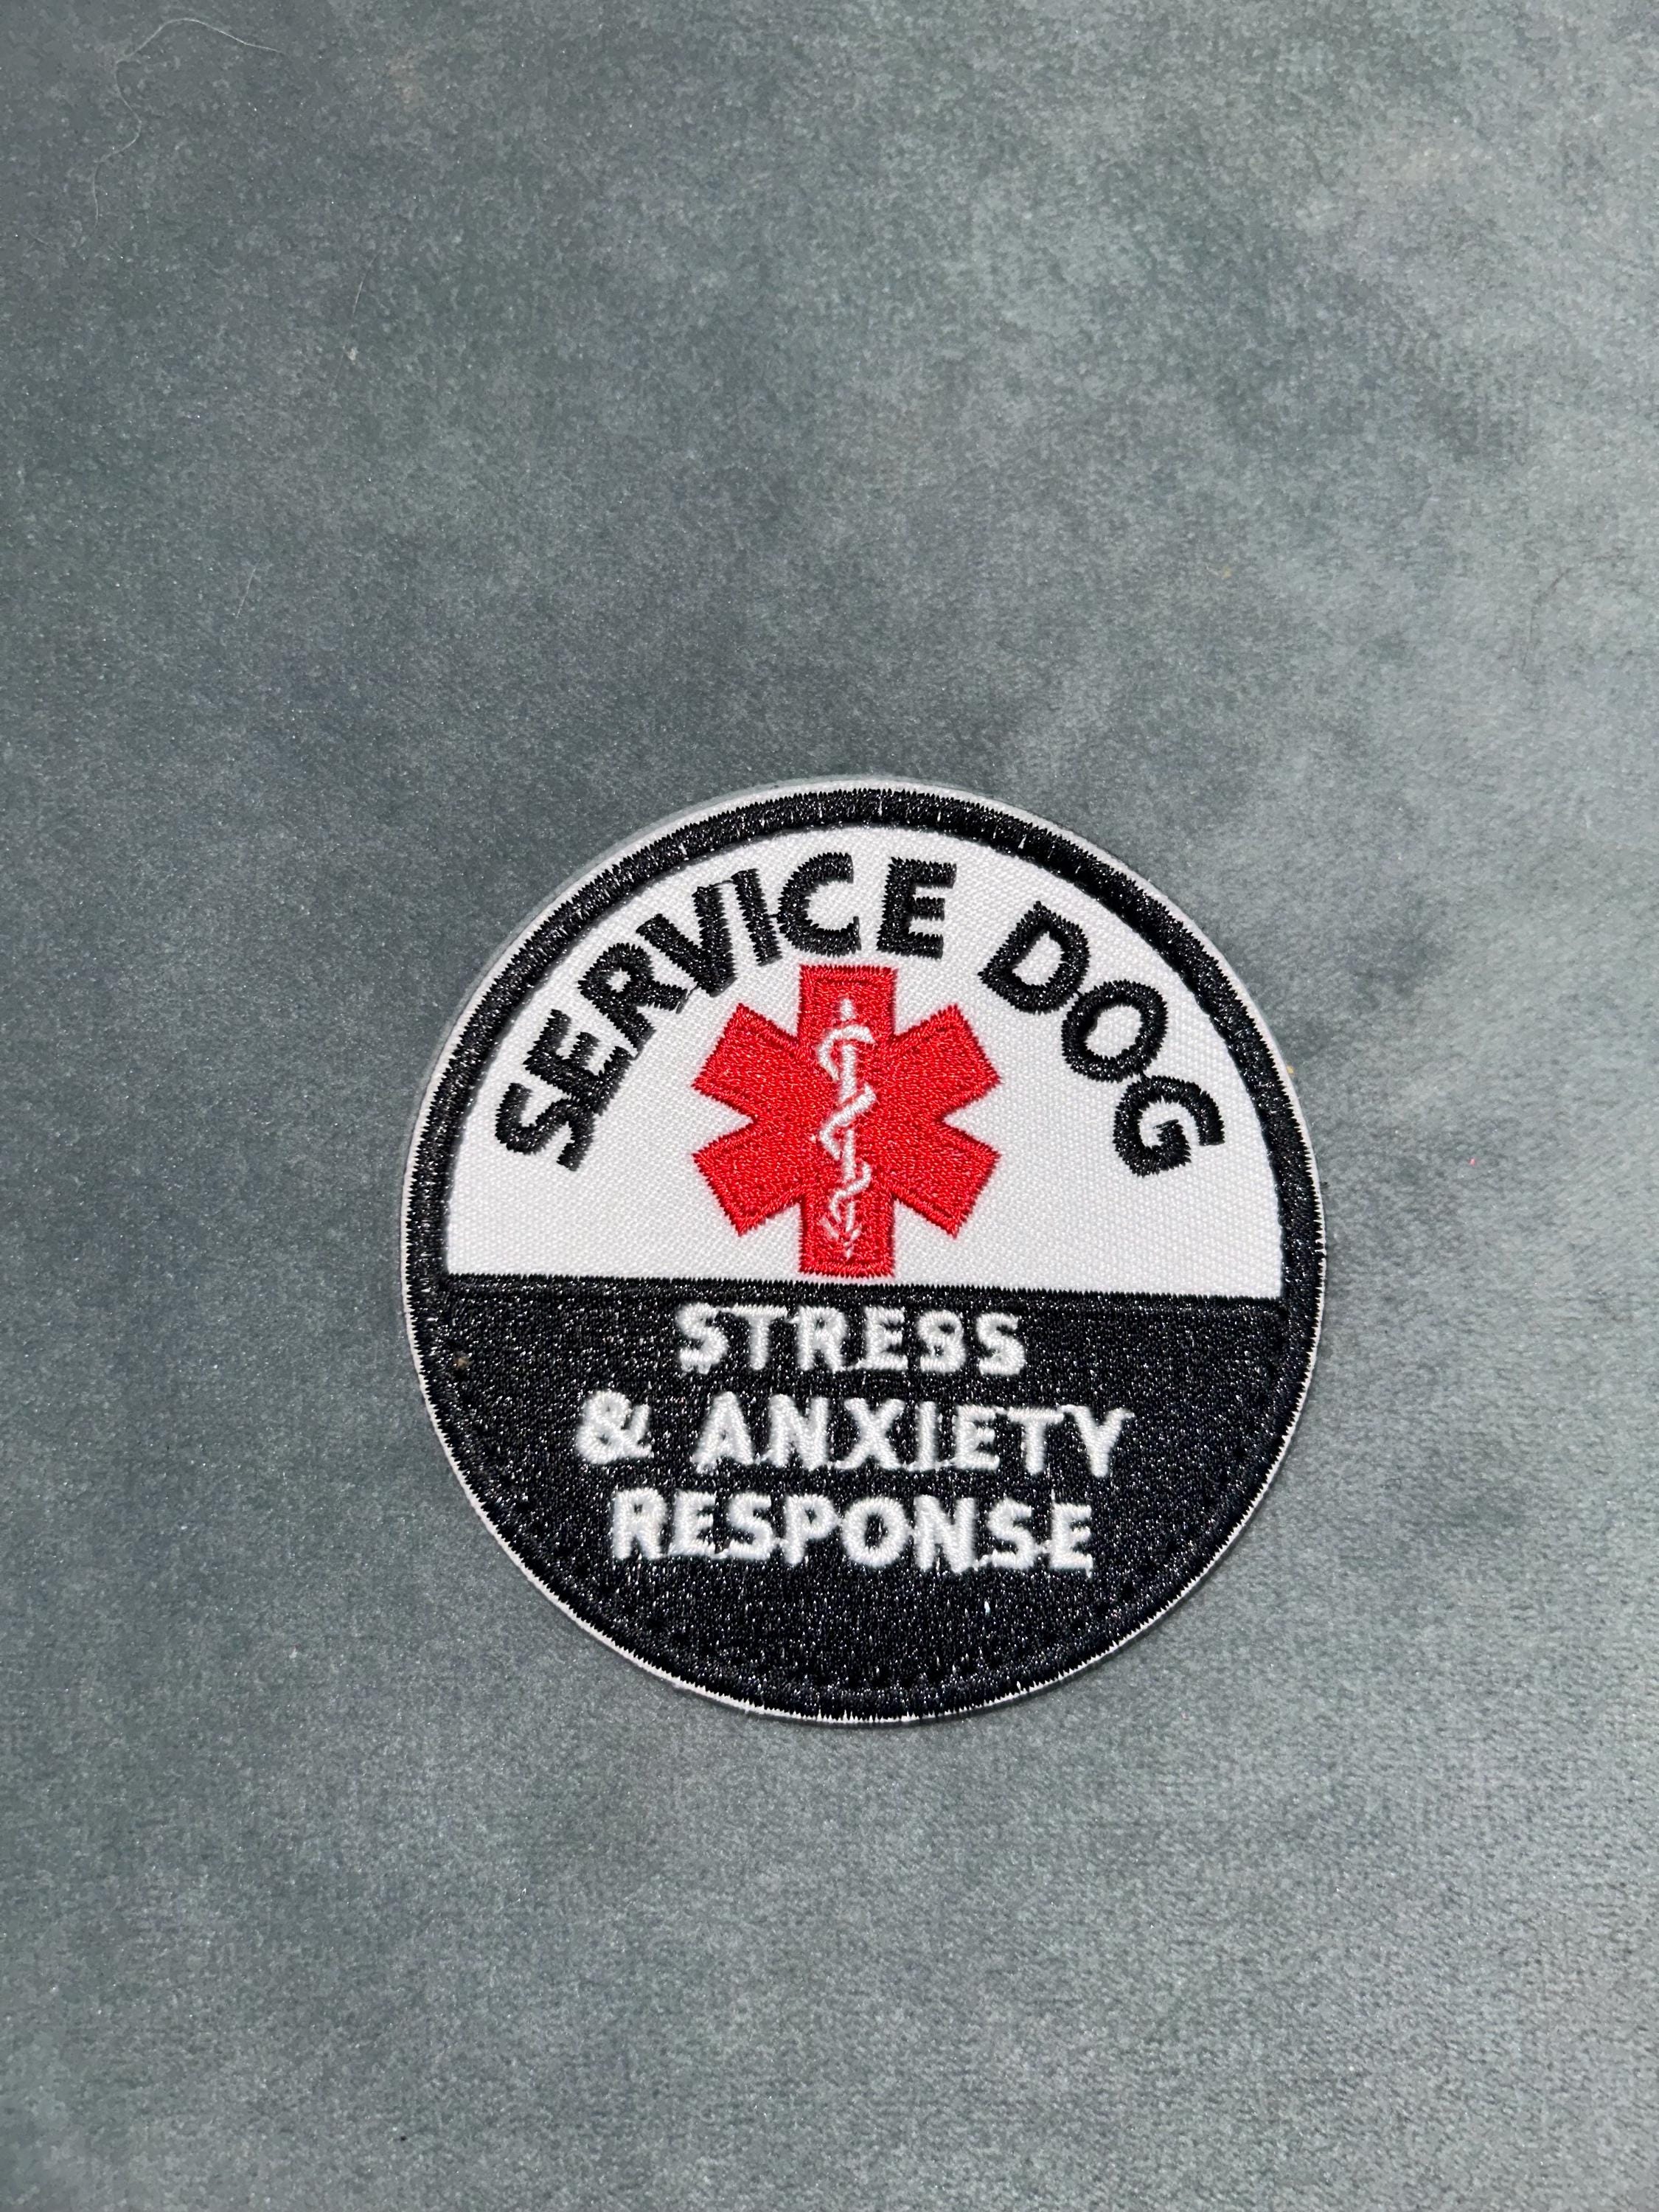 SERVICE DOG
STRESS
& ANXIETY
RESPONSE